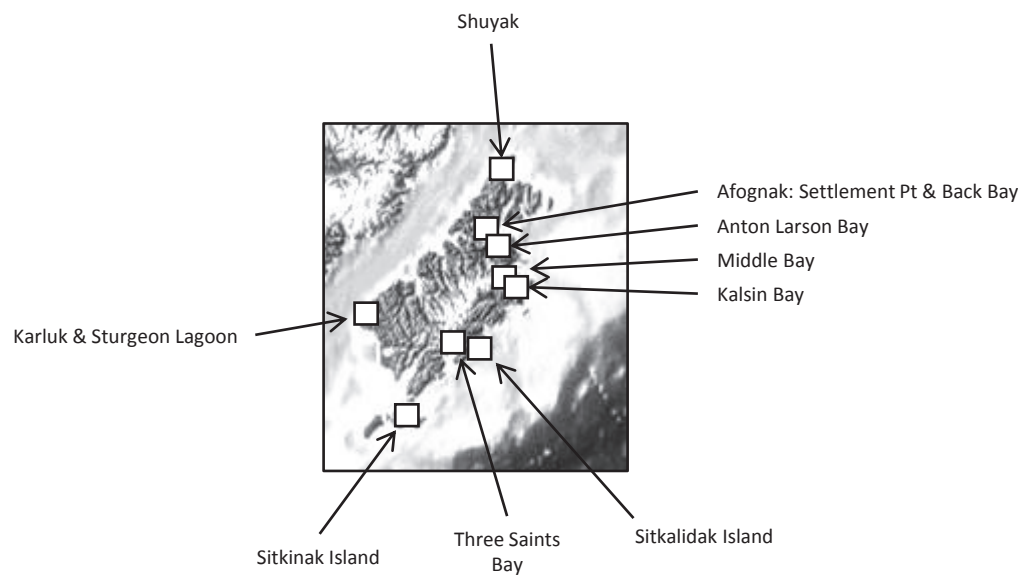 Shuyak
Afognak: Settlement Pt & Back Bay
Anton Larson Bay
Middle Bay
Kalsin Bay
Karluk & Sturgeon Lagoon
Sitkinak Island
Three Saints
Bay
Sitkalidak Island